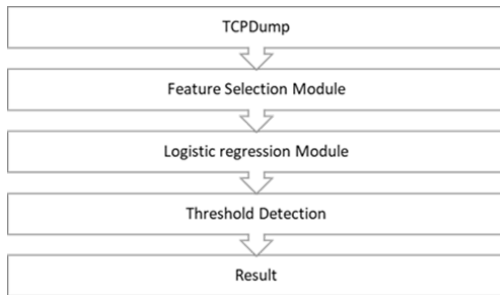 TCPDump
Feature Selection Module
Logistic regression Module
Threshold Detection
Result